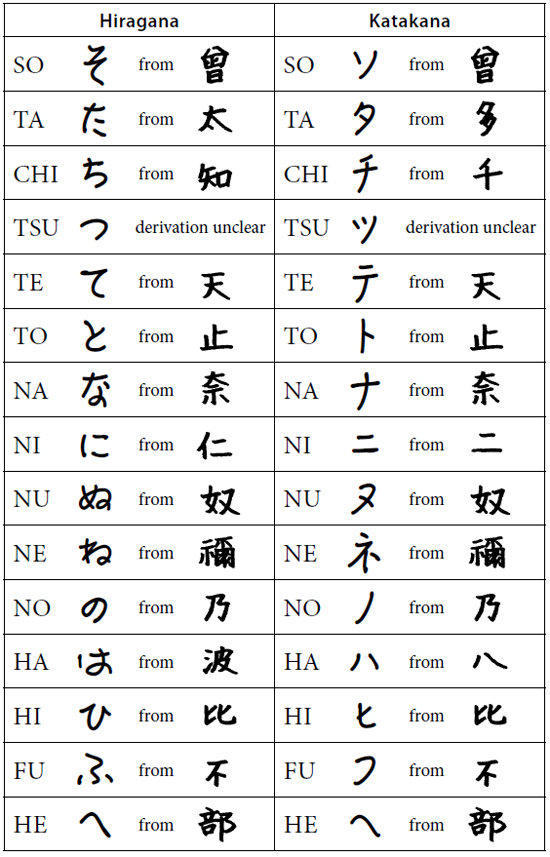 Hiragana Katakana
SO そ from 曾 SO ソ from 曾
TA た from 太 TA タ from 多
CHI ち from 知 CHI チ from 千
TSU つ derivation unclear TSU ツ derivation unclear
TE て from 天 TE テ from 天
TO と from 止 TO ト from 止
NA な from 奈 NA ナ from 奈
NI に from 仁 NI ニ from 二
NU ぬ from 奴 NU ヌ from 奴
NE ね from 禰 NE ネ from 禰
NO の from 乃 NO ノ from 乃
HA は from 波 HA ハ from 八
HI ひ from 比 HI ヒ from 比
FU ふ from 不 FU フ from 不
HE へ from 部 HE ヘ from 部